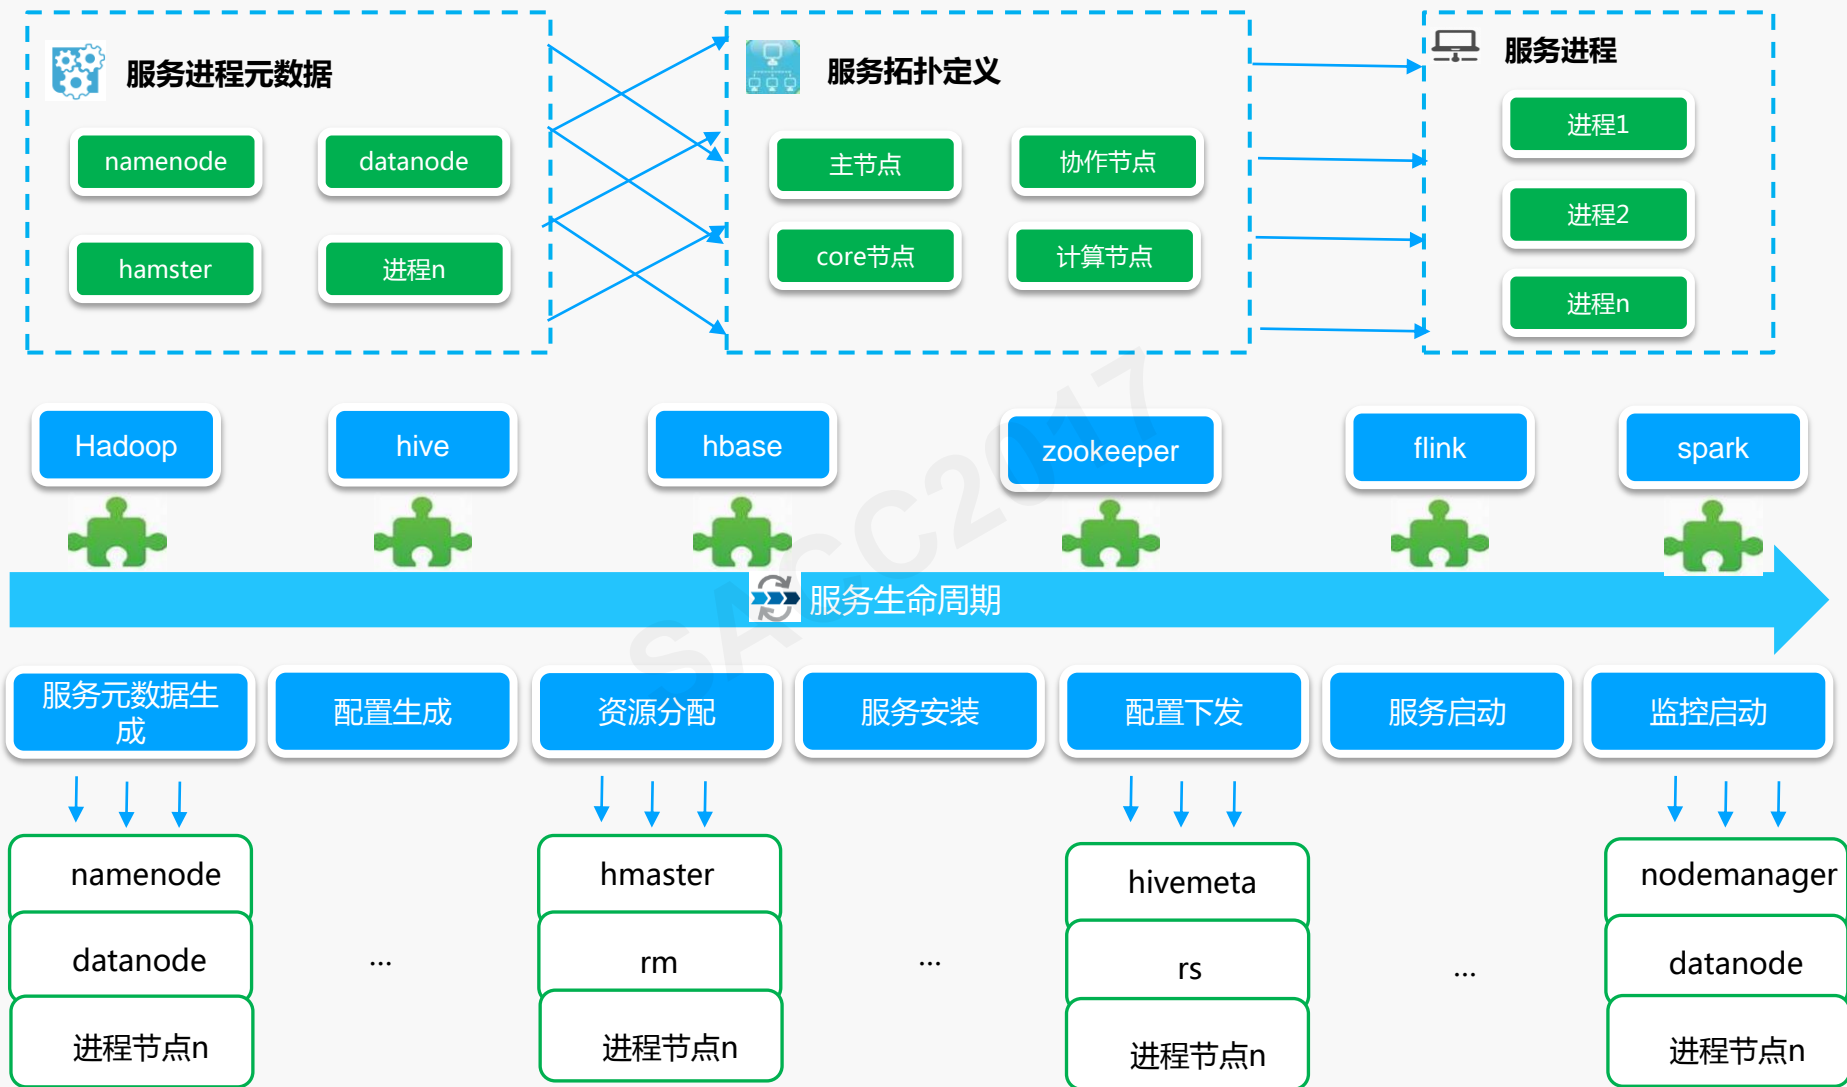 服务进程元数据
服务拓扑定义
服务进程
namenode
datanode
hamster
进程n
主节点
协作节点
core节点
计算节点
进程1
进程2
进程n
Hadoop
hive
hbase
zookeeper
flink
spark
服务生命周期
服务元数据生
成
配置生成
资源分配
服务安装
配置下发
服务启动
监控启动
namenode
datanode
进程节点n
...
hmaster
rm
进程节点n
...
hivemeta
rs
进程节点n
...
nodemanager
datanode
进程节点n
SACC2017